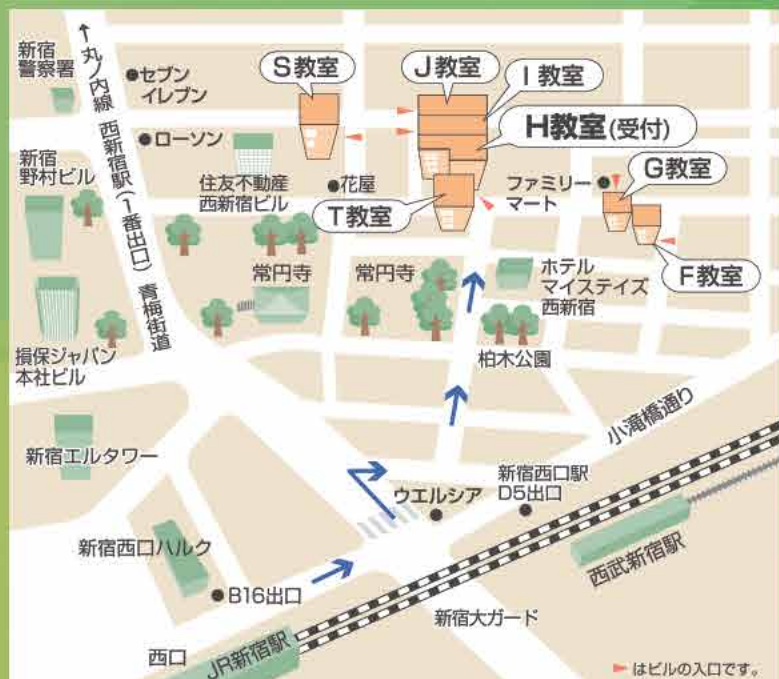 新宿
警察署
←丸ノ内線 西新宿駅(1番出口) 青梅街道
セブン
イレブン
ローソン
S教室
J教室
I教室
H教室(受付)
新宿
野村ビル
住友不動産
西新宿ビル
花屋
T教室
ファミリー
マート
G教室
F教室
常円寺
常円寺
ホテル
マイステイズ
西新宿
損保ジャパン
本社ビル
柏木公園
小滝橋通り
新宿エルタワー
ウエルシア
新宿西口駅
D5出口
新宿西口ハルク
B16出口
西武新宿駅
新宿大ガード
西口
JR新宿駅
はビルの入口です。